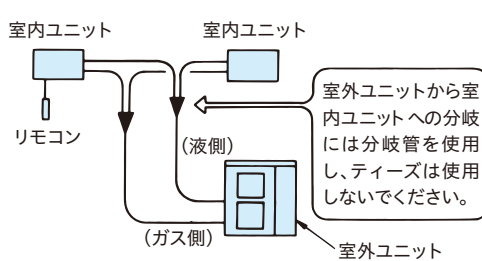 室内ユニット
室内ユニット
リモコン
室外ユニットから室
内ユニットへの分岐
には分岐管を使用
し、ティーズは使用
しないでください。
(液側)
(ガス側)
室外ユニット